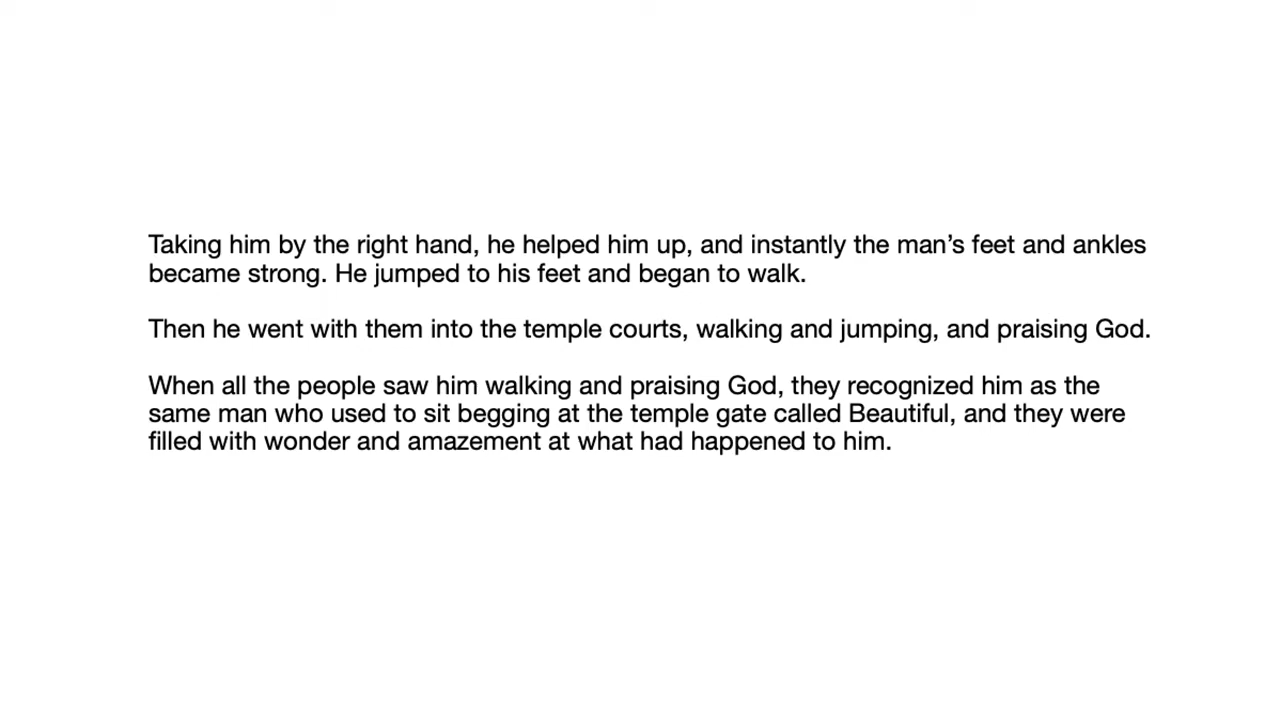 Taking him by the right hand, he helped him up, and instantly the man’s feet and ankles
became strong. He jumped to his feet and began to walk.
Then he went with them into the temple courts, walking and jumping, and praising God.
When all the people saw him walking and praising God, they recognized him as the
same man who used to sit begging at the temple gate called Beautiful, and they were
filled with wonder and amazement at what had happened to him.